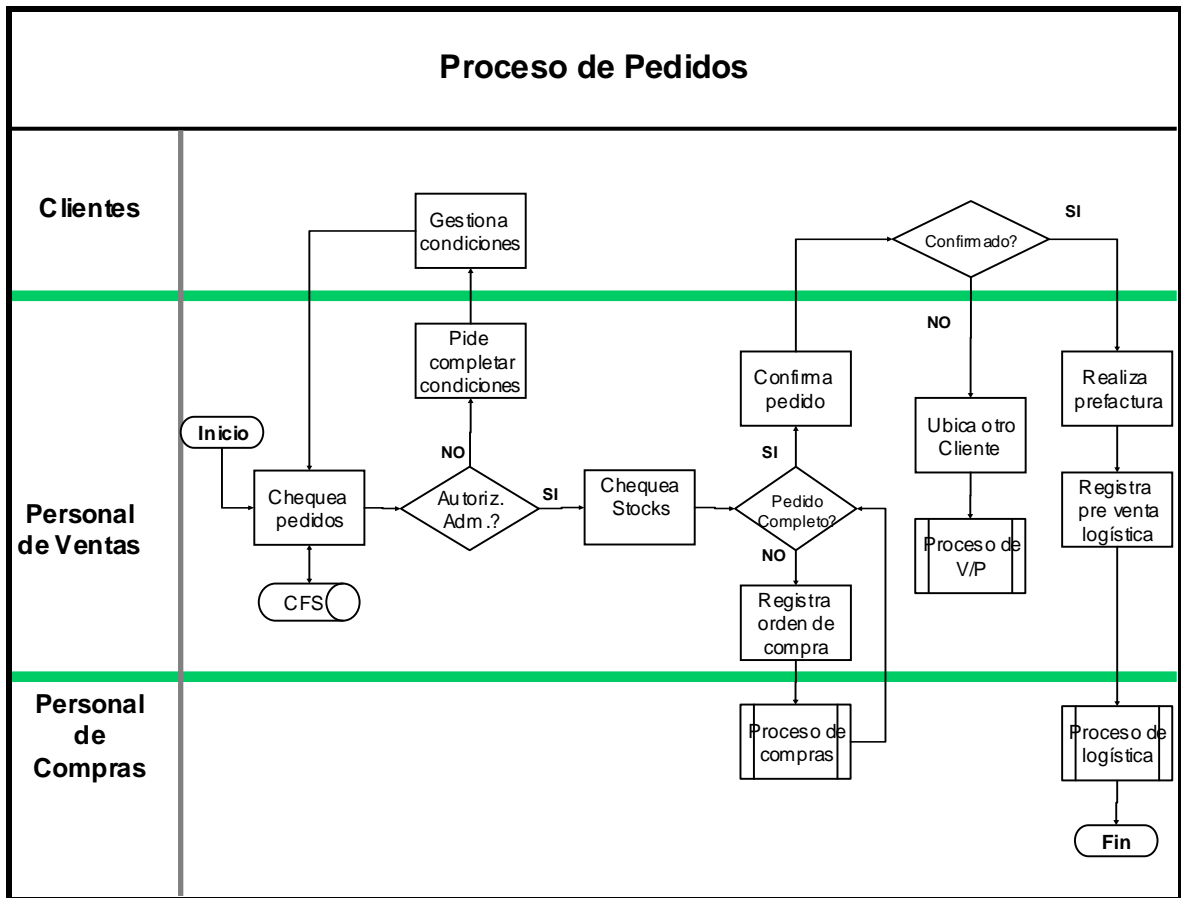 Proceso de Pedidos
Clientes
Gestiona
condiciones
Confirmado?
SI
NO
Personal
de Ventas
Pide
completar
condiciones
Confirma
pedido
Realiza
prefactura
Inicio
NO
SI
Ubica otro
Cliente
Chequea
pedidos
Autoriz.
Adm.?
SI
Chequea
Stocks
Pedido
Completo?
NO
Registra
pre venta
logística
Proceso de
V/P
CFS
Registra
orden de
compra
Personal
de
Compras
Proceso de
compras
Proceso de
logística
Fin